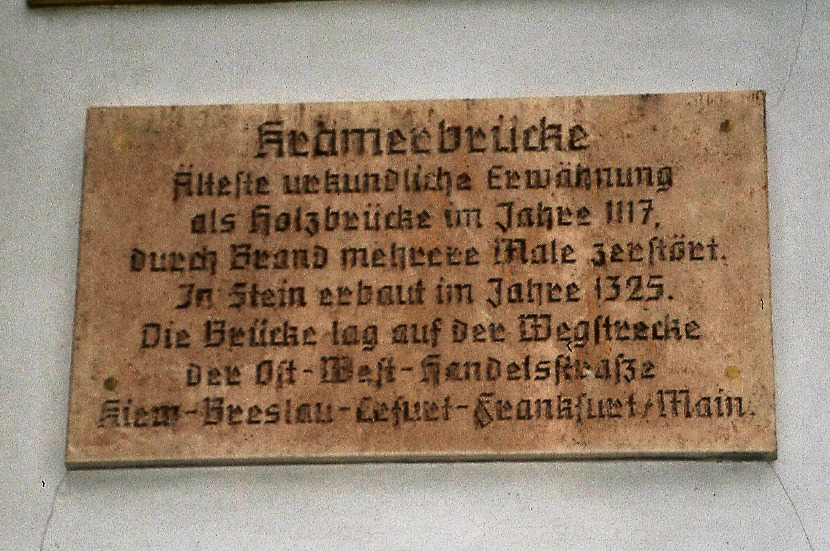 Krämerbrücke
Älteste urkundliche Erwähnung
als Holzbrücke im Jahre 1117,
durch Brand mehrere Male zerstört.
In Stein erbaut im Jahre 1325.
Die Brücke lag auf der Wegstrecke
der Ost-West-Handelsstrasze
Kiew-Breslau-Erfurt-Frankfurt/Main.